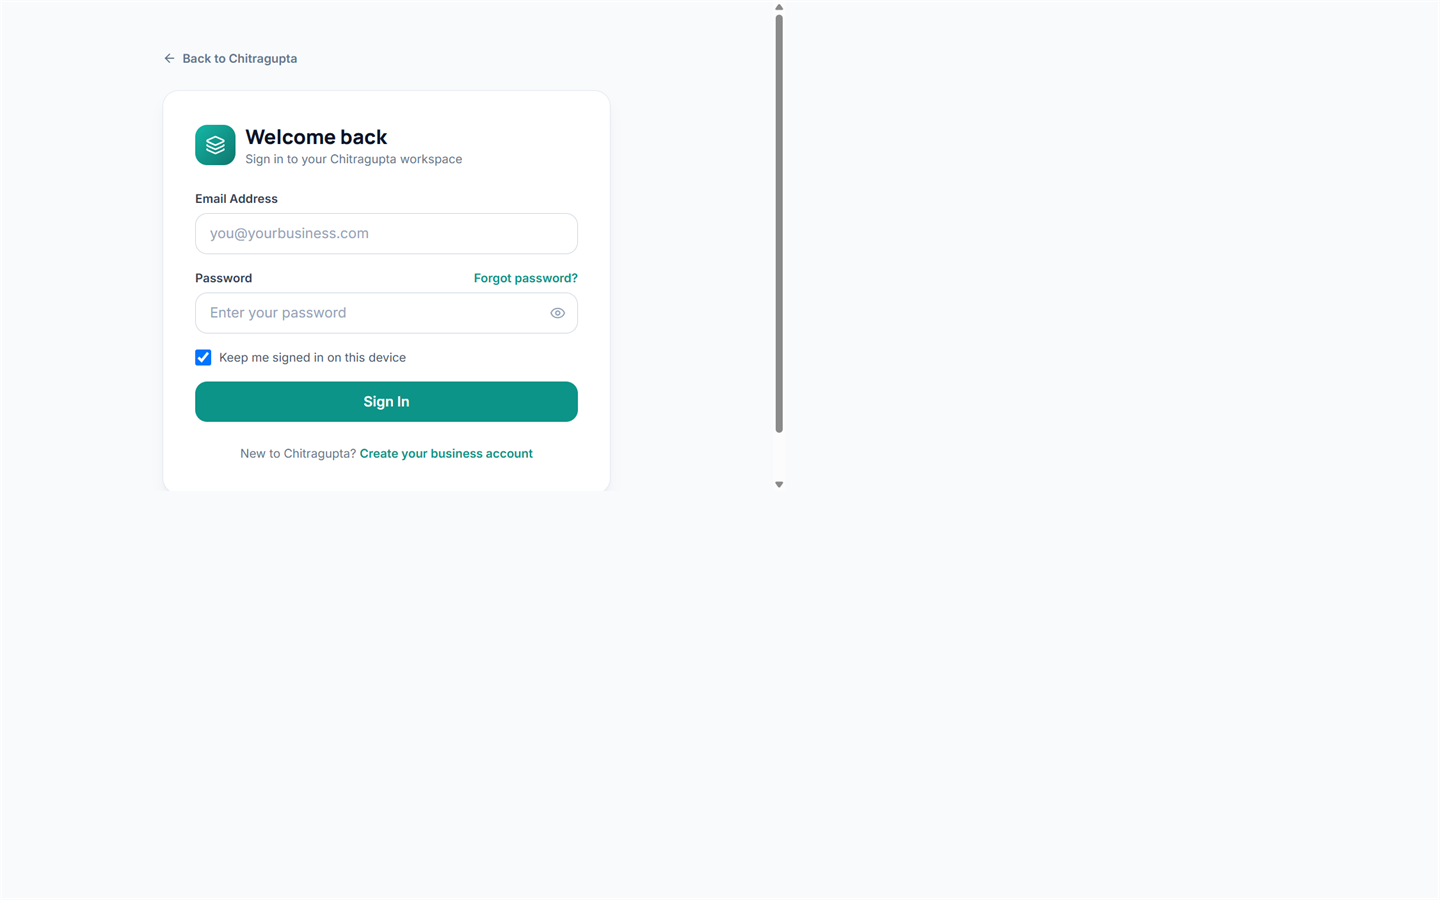 Back to Chitragupta
Welcome back
Sign in to your Chitragupta workspace
Email Address
you@yourbusiness.com
Password Forgot password?
Enter your password
Keep me signed in on this device
Sign In
New to Chitragupta? Create your business account